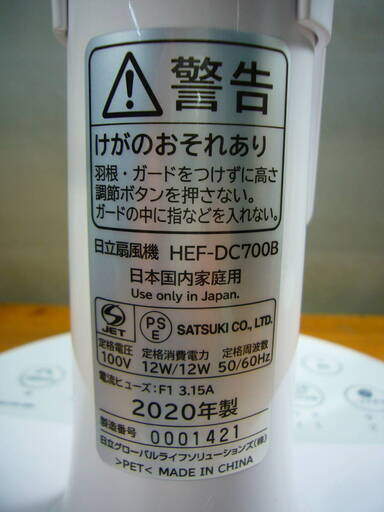 警告
けがのおそれあり
羽根・ガードをつけずに高さ
調節ボタンを押さない。
ガードの中に指などを入れない。
日立扇風機 HEF-DC700B
日本国内家庭用
Use only in Japan.
JET PS E SATSUKI CO., LTD.
定格電圧 定格消費電力 定格周波数
100V 12W/12W 50/60Hz
電流ヒューズ:F1 3.15A
2020年製
製造番号 0001421
日立グローバルライフソリューションズ(株)
>PET< MADE IN CHINA